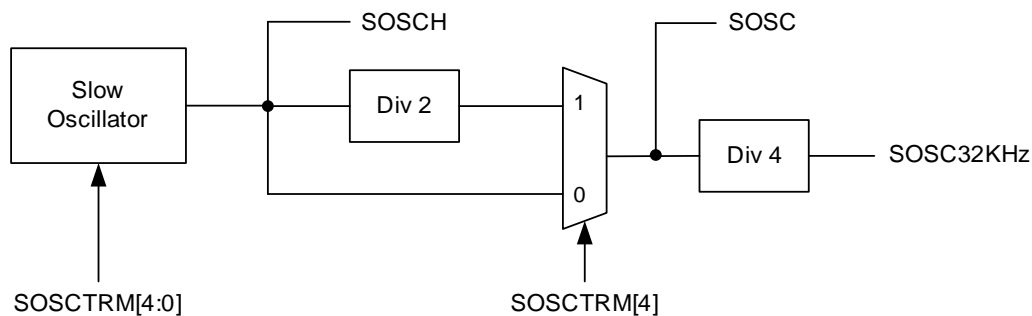 SOSCH
SOSC
Slow
Oscillator
Div 2
1
Div 4
SOSC32KHz
0
SOSCTRM[4:0]
SOSCTRM[4]